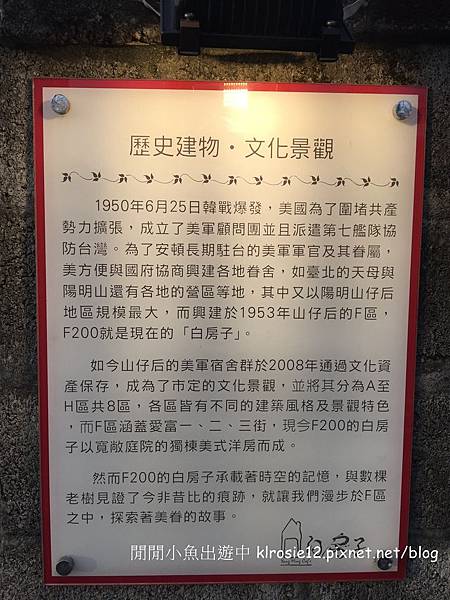 歷史建物・文化景觀
1950年6月25日韓戰爆發，美國為了圍堵共產
勢力擴張，成立了美軍顧問團並且派遣第七艦隊協
防台灣。為了安頓長期駐台的美軍軍官及其眷屬，
美方便與國府協商興建各地眷舍，如臺北的天母與
陽明山還有各地的營區等地，其中又以陽明山仔后
地區規模最大，而興建於1953年山仔后的F區，
F200就是現在的「白房子」。
如今山仔后的美軍宿舍群於2008年通過文化資
產保存，成為了市定的文化景觀，並將其分為A至
H區共8區，各區皆有不同的建築風格及景觀特色
，而F區涵蓋愛富一、二、三街，現今F200的白房
子以寬敞庭院的獨棟美式洋房而成。
然而F200的白房子承載著時空的記憶，與數棵
老樹見證了今非昔比的痕跡，就讓我們漫步於F區
之中，探索著美眷的故事。
白房子
Yang Ming Cafe
閒閒小魚出遊中 klrosie12.pixnet.net/blog